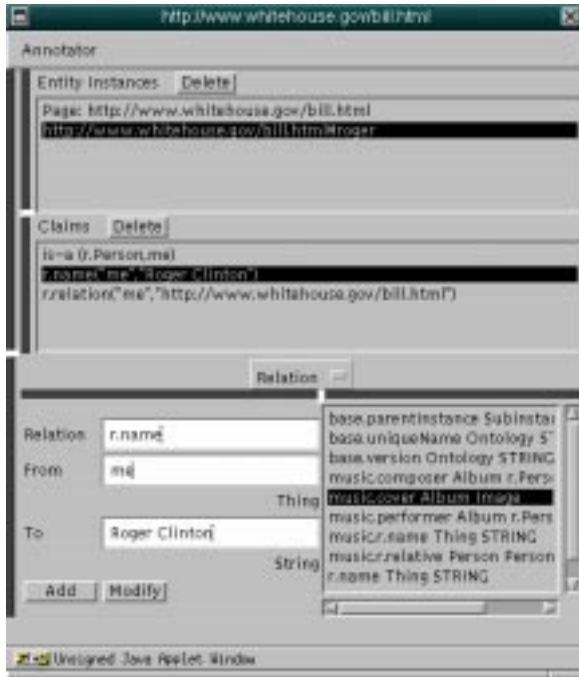 http://www.whitehouse.gov/bill.html
Annotator
Entity Instances Delete
Page: http://www.whitehouse.gov/bill.html
http://www.whitehouse.gov/bill.html#roger
Claims Delete
is-a (r.Person,me)
r.name("me","Roger Clinton")
r.relation("me","http://www.whitehouse.gov/bill.html")
Relation
Relation r.name
From me
Thing
To Roger Clinton
String
Add Modify
base.parentInstance Subinstar
base.uniqueName Ontology ST
base.version Ontology STRING
music.composer Album r.Pers
music.cover Album Image
music.performer Album r.Pers
music.r.name Thing STRING
music.r.relative Person Person
r.name Thing STRING
Unsigned Java Applet Window